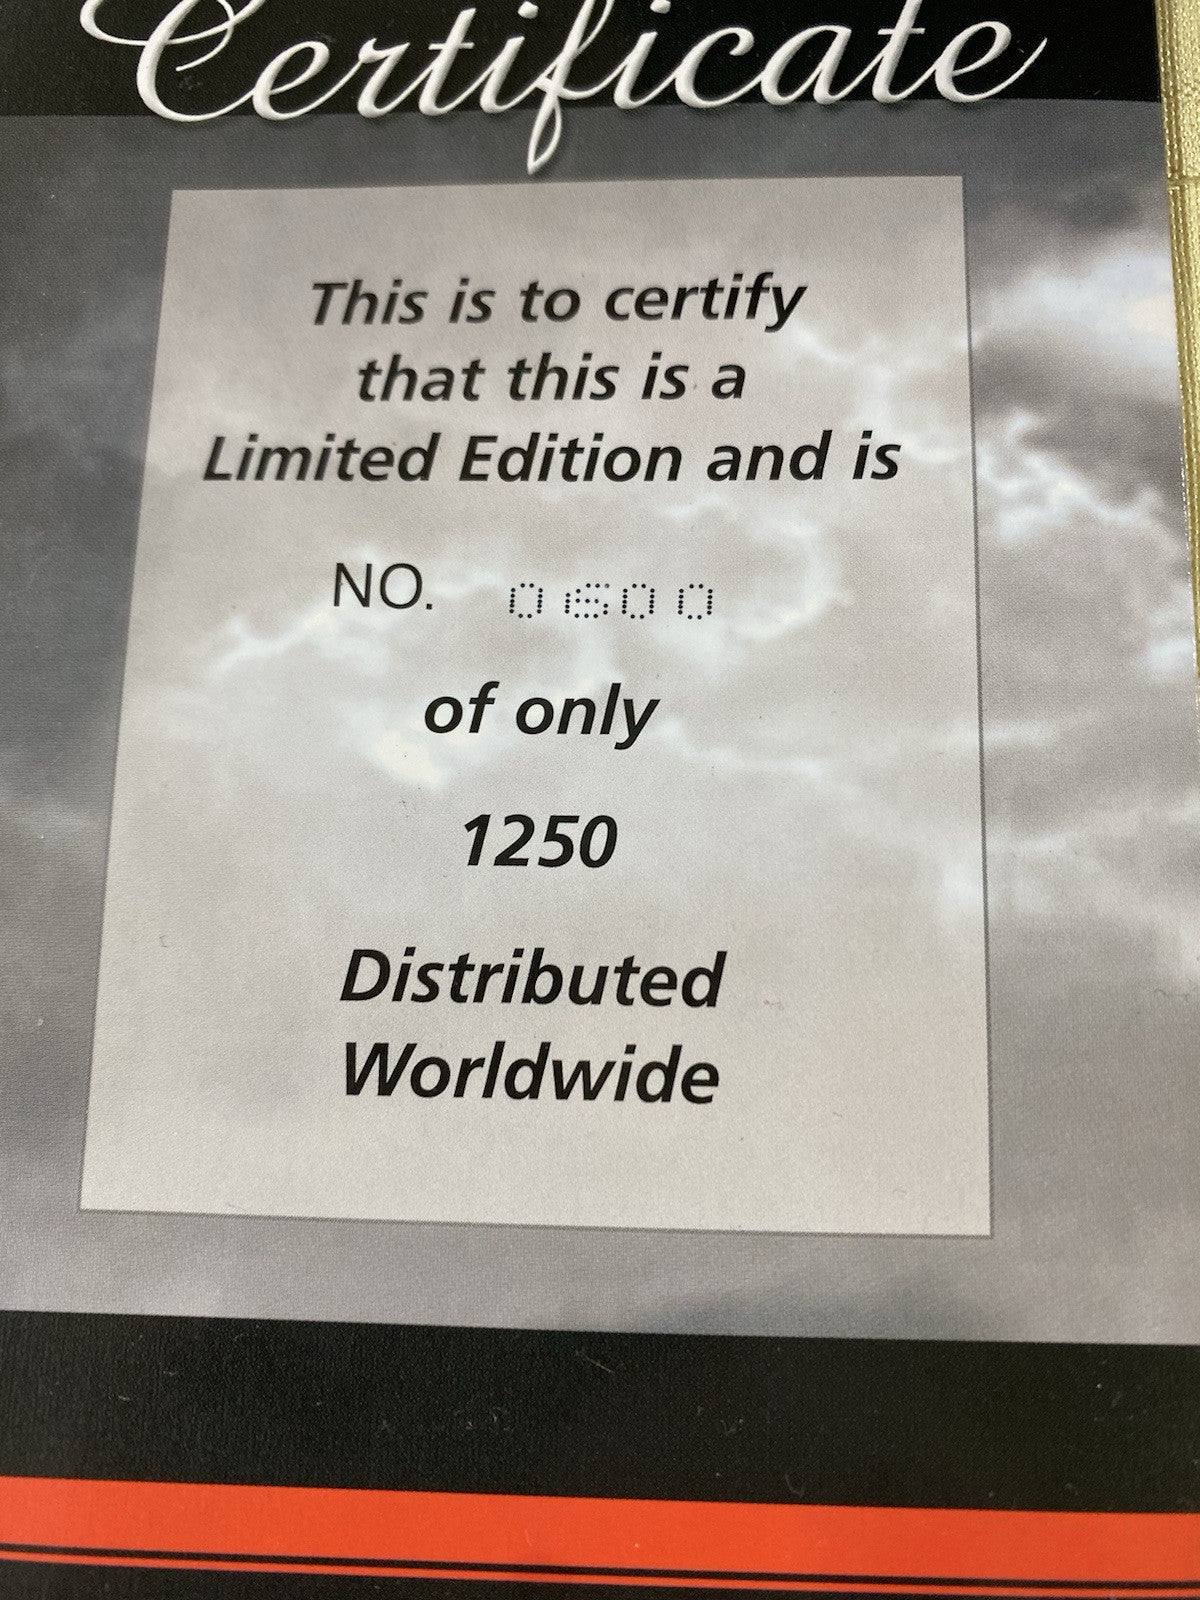 Certificate
This is to certify
that this is a
Limited Edition and is
NO. 0600
of only
1250
Distributed
Worldwide